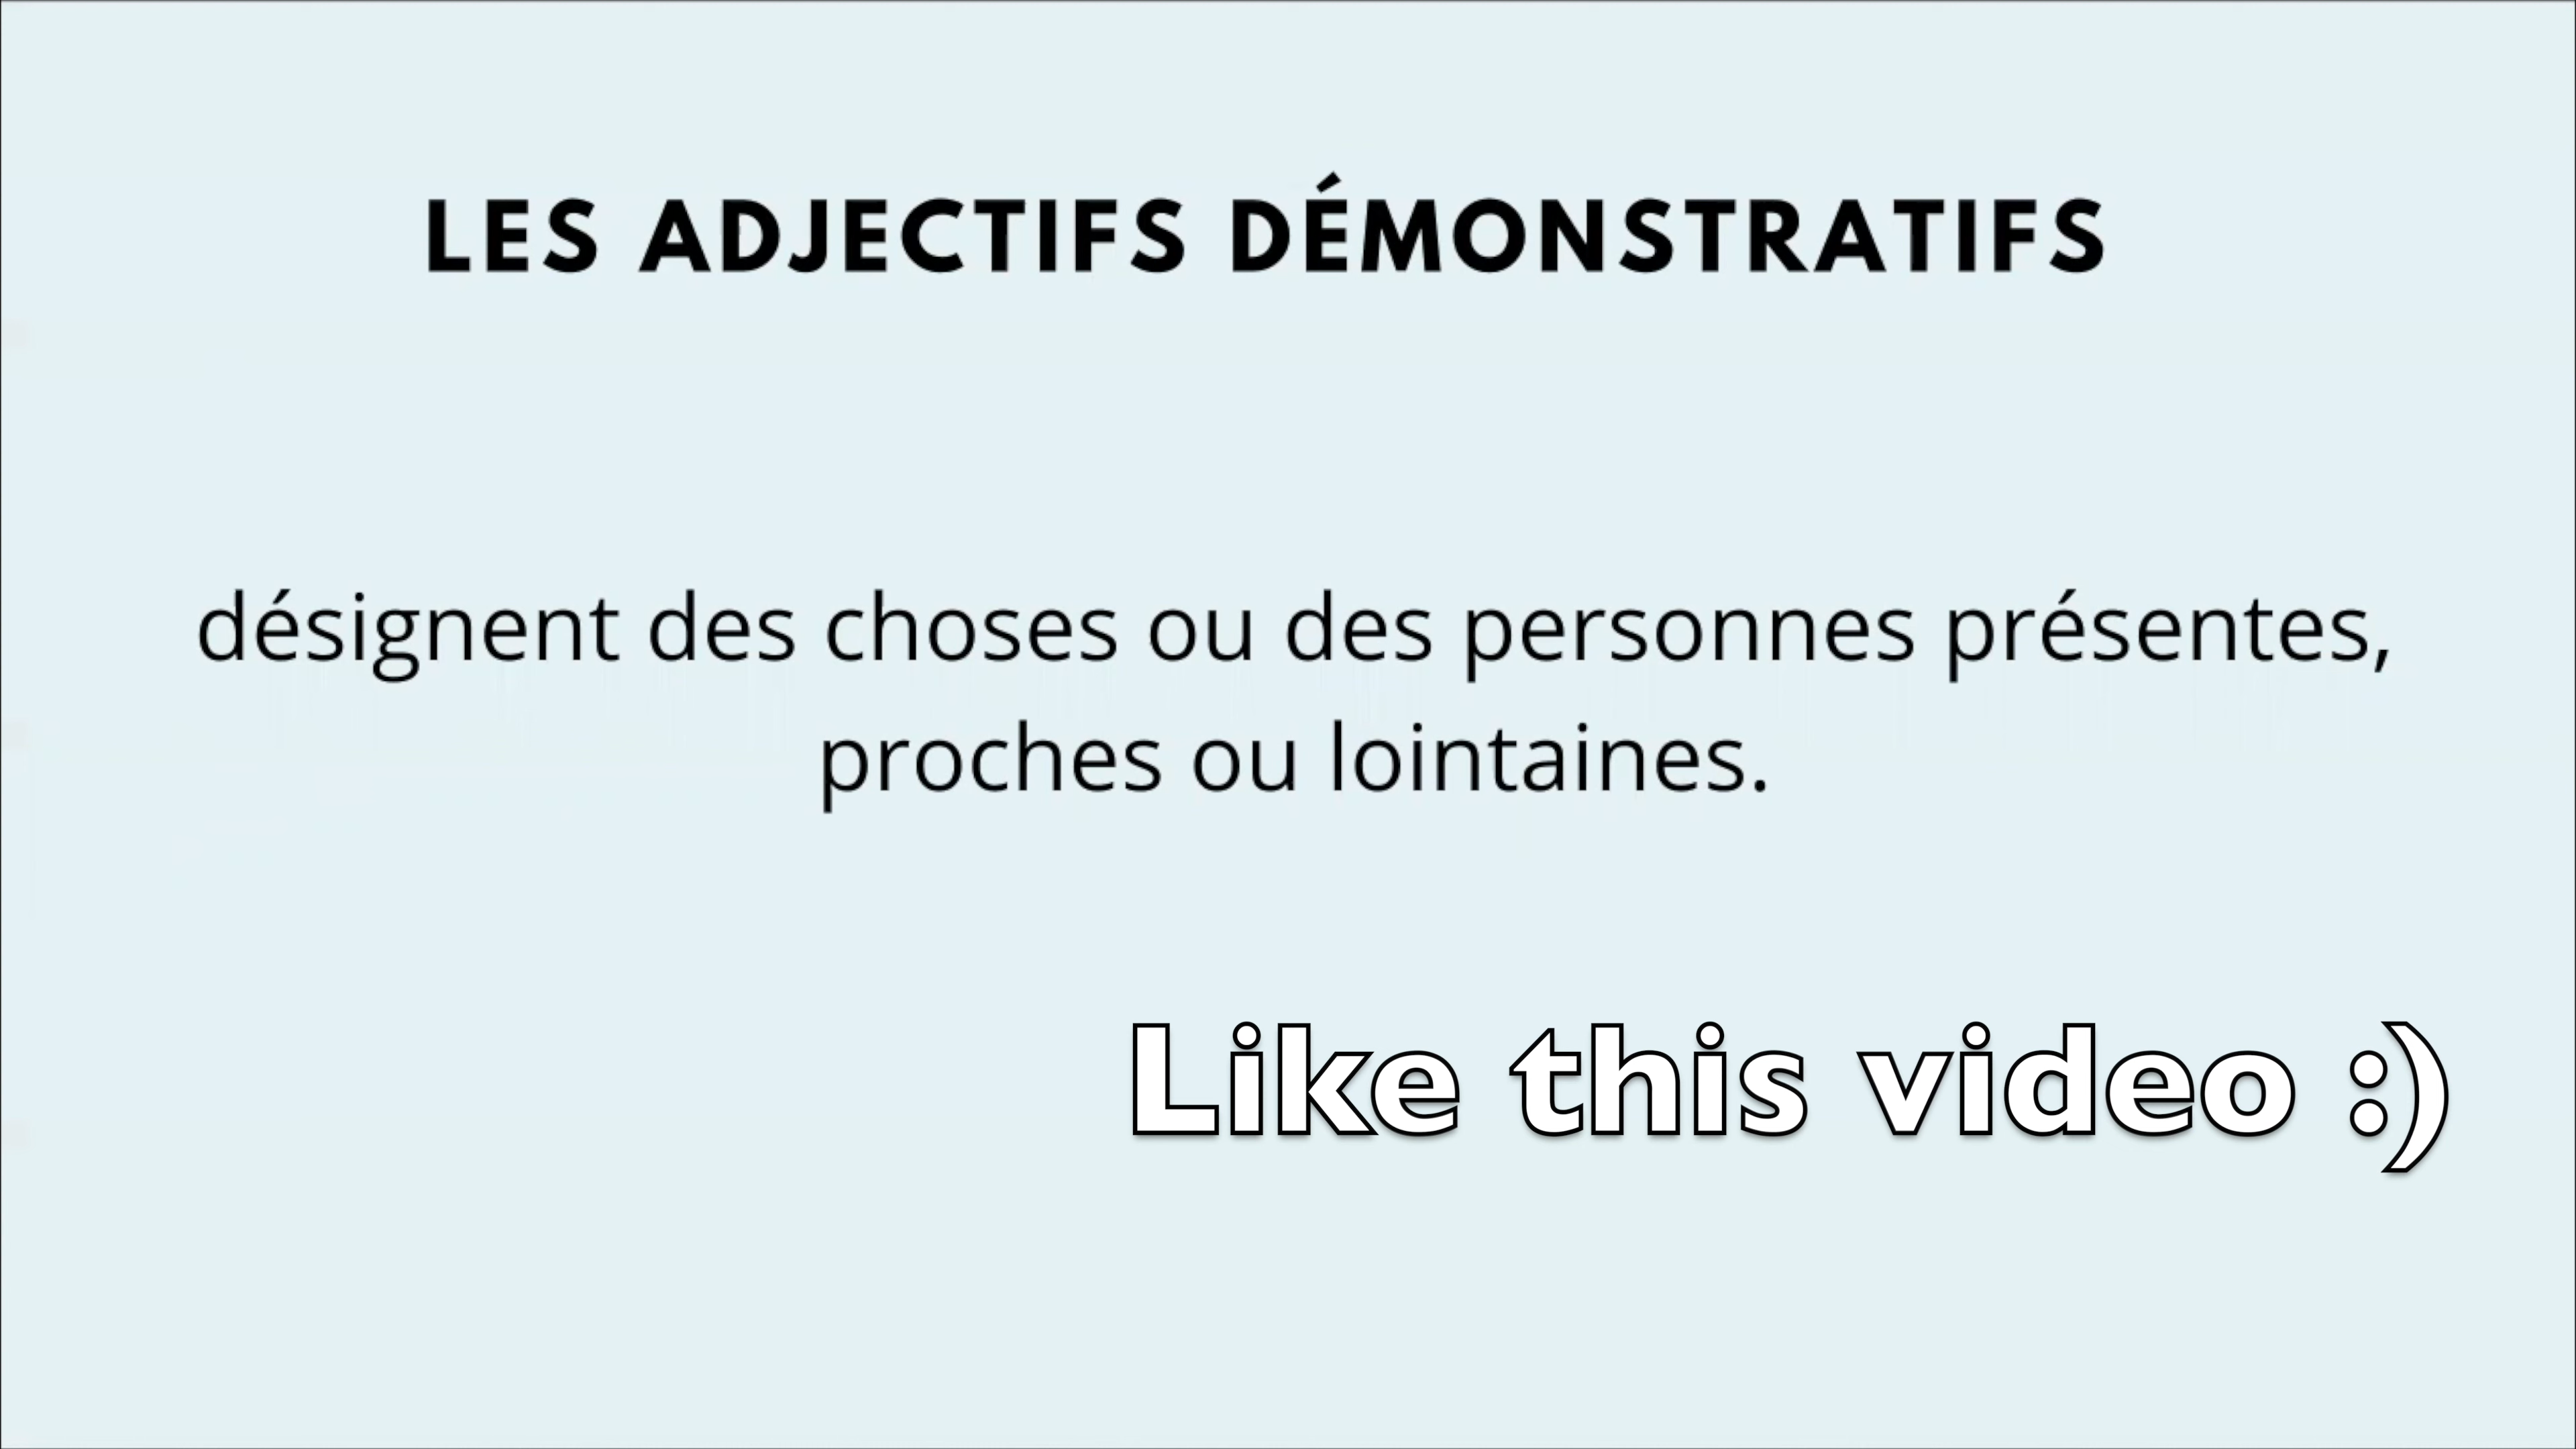 LES ADJECTIFS DÉMONSTRATIFS
désignent des choses ou des personnes présentes,
proches ou lointaines.
Like this video :)